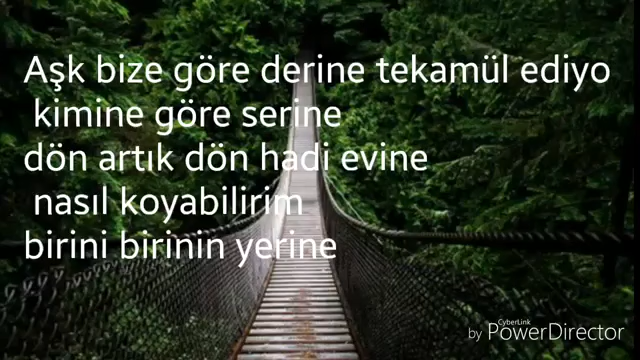 Aşk bize göre derine tekamül ediyo
kimine göre serine
dön artık dön hadi evine
nasıl koyabilirim
birini birinin yerine
CyberLink
by PowerDirector